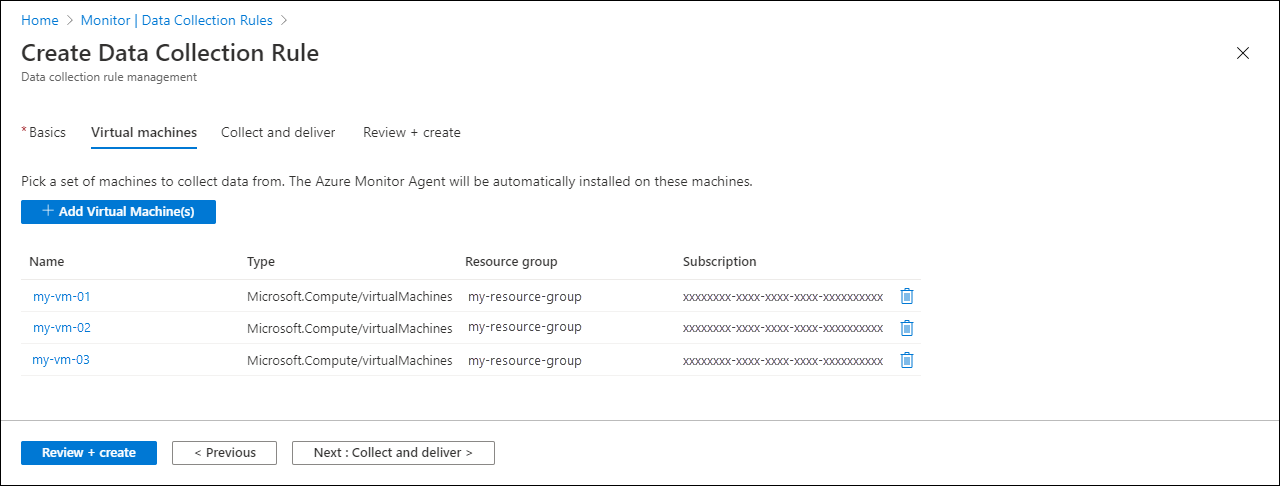 Home > Monitor | Data Collection Rules >
Create Data Collection Rule
Data collection rule management
* Basics Virtual machines Collect and deliver Review + create
Pick a set of machines to collect data from. The Azure Monitor Agent will be automatically installed on these machines.
+ Add Virtual Machine(s)
Name Type Resource group Subscription
my-vm-01 Microsoft.Compute/virtualMachines my-resource-group xxxxxxxx-xxxx-xxxx-xxxx-xxxxxxxxxx
my-vm-02 Microsoft.Compute/virtualMachines my-resource-group xxxxxxxx-xxxx-xxxx-xxxx-xxxxxxxxxx
my-vm-03 Microsoft.Compute/virtualMachines my-resource-group xxxxxxxx-xxxx-xxxx-xxxx-xxxxxxxxxx
Review + create < Previous Next : Collect and deliver >